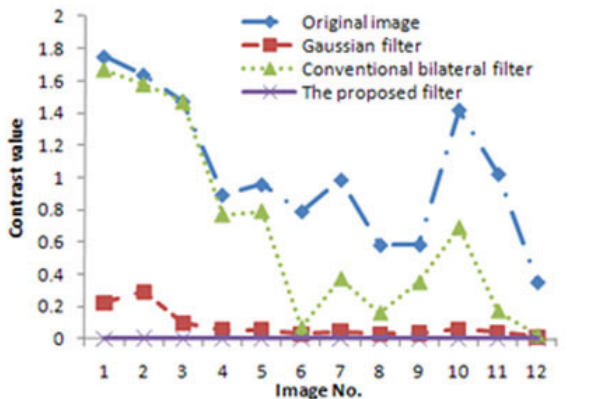 Original image
Gaussian filter
Conventional bilateral filter
The proposed filter
Contrast value
2
1.8
1.6
1.4
1.2
1
0.8
0.6
0.4
0.2
0
1 2 3 4 5 6 7 8 9 10 11 12
Image No.